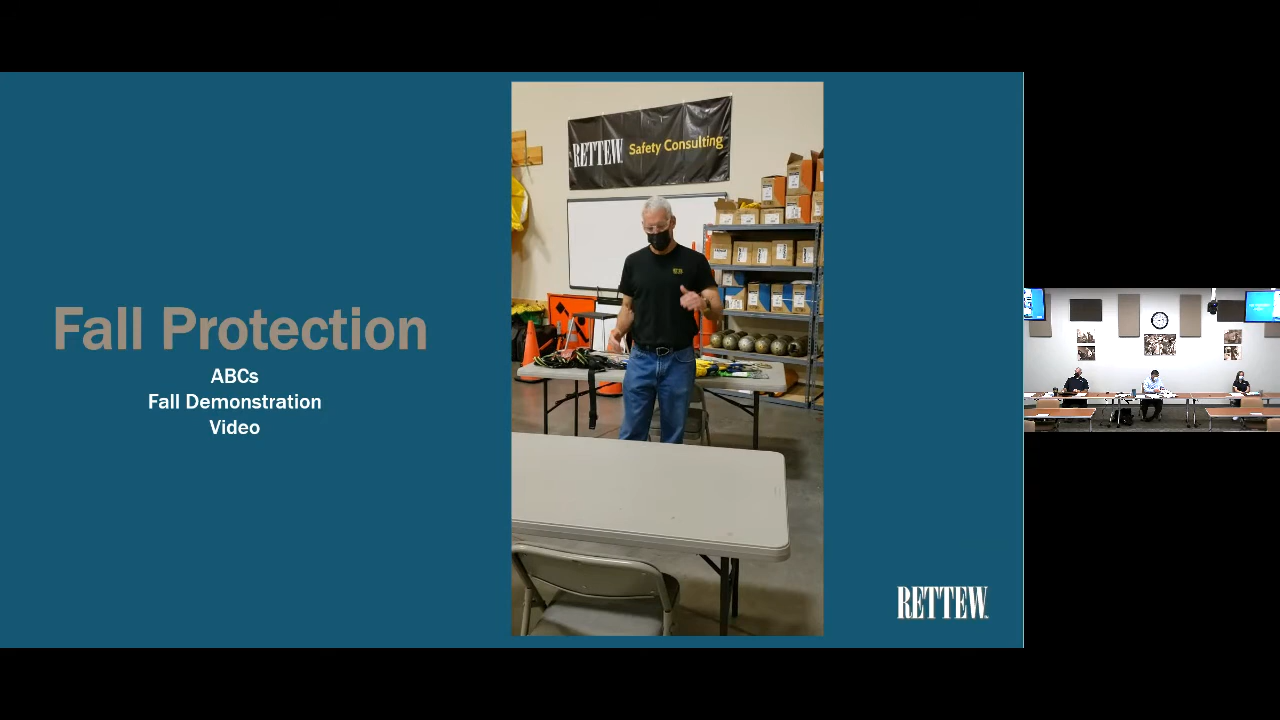 Fall Protection
ABCs
Fall Demonstration
Video
RETTEW Safety Consulting
RETTEW